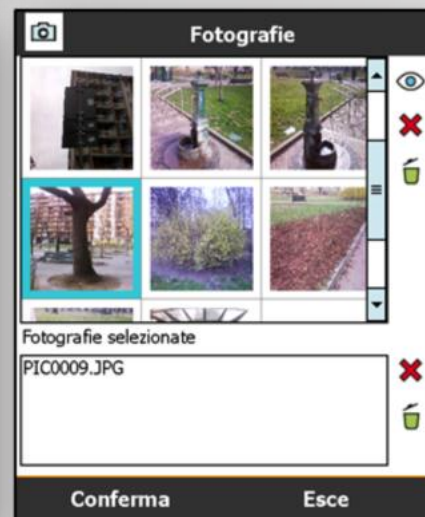 Fotografie
Fotografie selezionate
PIC0009.JPG
Conferma
Esce